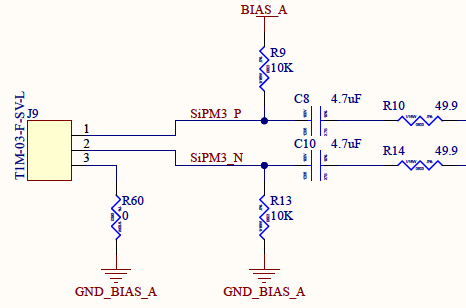 BIAS_A
R9
10K
C8
4.7uF
R10
49.9
J9
T1M-03-F-SV-L
1
SiPM3_P
2
SiPM3_N
3
C10
4.7uF
R14
49.9
R60
0
R13
10K
GND_BIAS_A
GND_BIAS_A